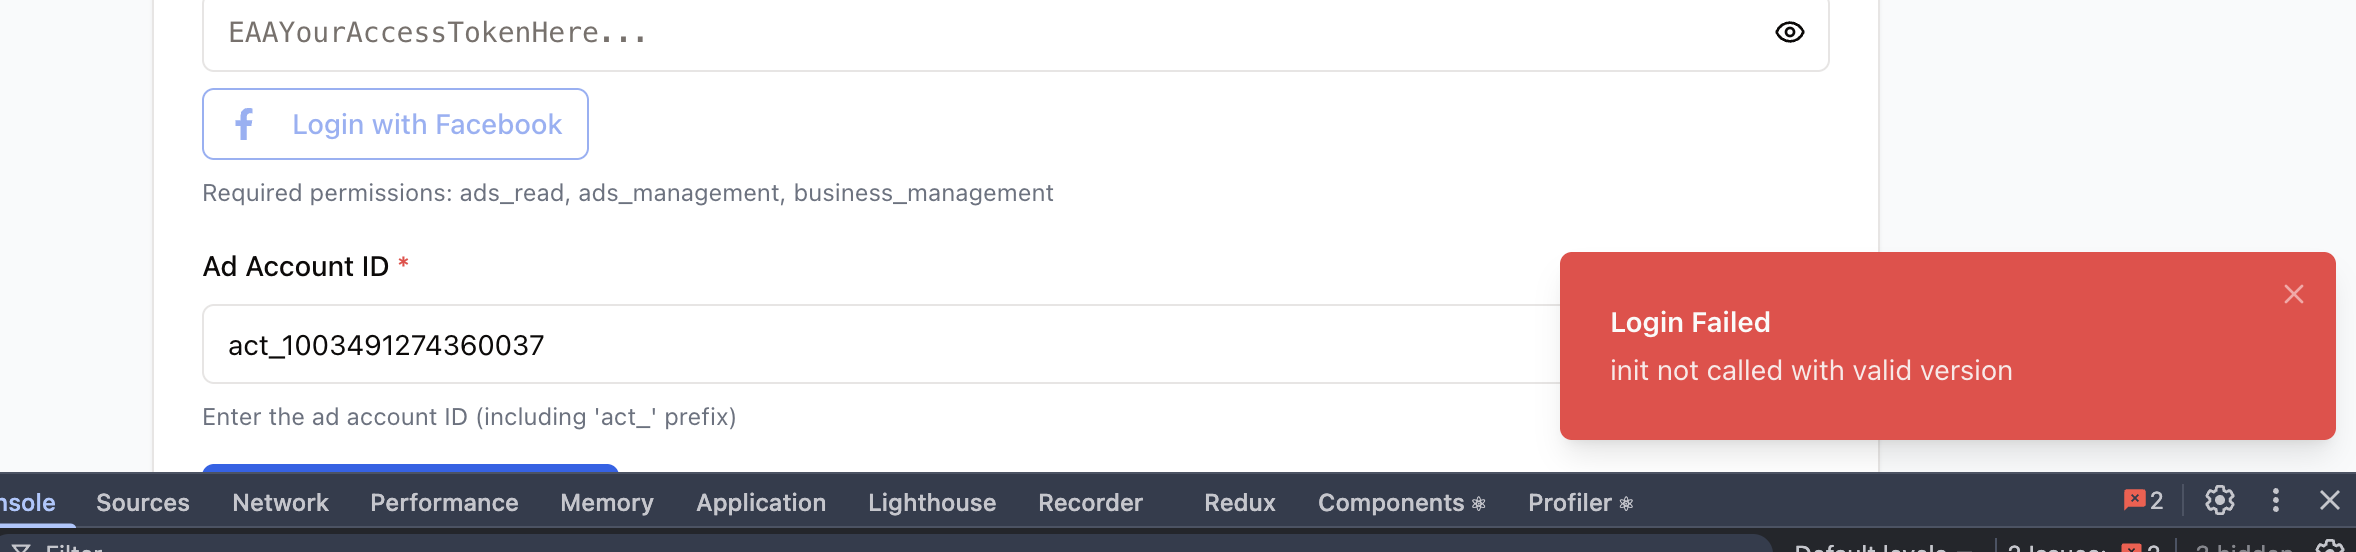 EAAYourAccessTokenHere...
Login with Facebook
Required permissions: ads_read, ads_management, business_management
Ad Account ID *
act_1003491274360037
Enter the ad account ID (including 'act_' prefix)
Login Failed
init not called with valid version
nsole Sources Network Performance Memory Application Lighthouse Recorder Redux Components Profiler 2
Filter Default levels 2 Issues: 2 2 hidden